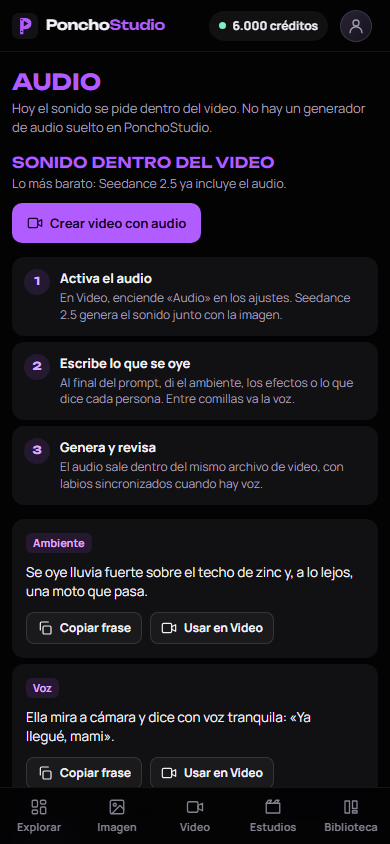 PonchoStudio
6.000 créditos
AUDIO
Hoy el sonido se pide dentro del video. No hay un generador
de audio suelto en PonchoStudio.
SONIDO DENTRO DEL VIDEO
Lo más barato: Seedance 2.5 ya incluye el audio.
Crear video con audio
1
Activa el audio
En Video, enciende «Audio» en los ajustes. Seedance
2.5 genera el sonido junto con la imagen.
2
Escribe lo que se oye
Al final del prompt, di el ambiente, los efectos o lo que
dice cada persona. Entre comillas va la voz.
3
Genera y revisa
El audio sale dentro del mismo archivo de video, con
labios sincronizados cuando hay voz.
Ambiente
Se oye lluvia fuerte sobre el techo de zinc y, a lo lejos,
una moto que pasa.
Copiar frase
Usar en Video
Voz
Ella mira a cámara y dice con voz tranquila: «Ya
llegué, mami».
Copiar frase
Usar en Video
Explorar
Imagen
Video
Estudios
Biblioteca